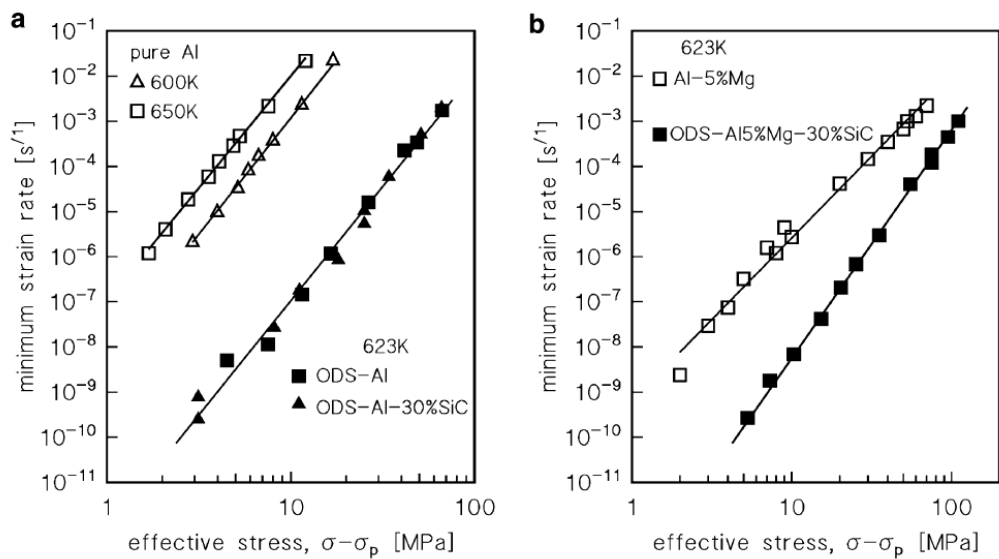 a
pure Al
600K
650K
623K
ODS-Al
ODS-Al-30%SiC
minimum strain rate [s/1]
10-1
10-2
10-3
10-4
10-5
10-6
10-7
10-8
10-9
10-10
10-11
1
10
100
effective stress, σ-σp [MPa]
b
623K
Al-5%Mg
ODS-Al5%Mg-30%SiC
minimum strain rate [s/1]
10-1
10-2
10-3
10-4
10-5
10-6
10-7
10-8
10-9
10-10
10-11
1
10
100
effective stress, σ-σp [MPa]